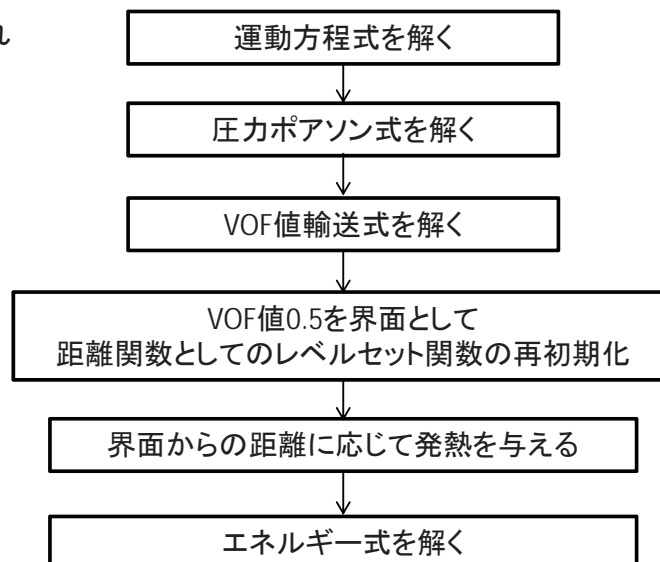 れ
運動方程式を解く
圧力ポアソン式を解く
VOF値輸送式を解く
VOF値0.5を界面として
距離関数としてのレベルセット関数の再初期化
界面からの距離に応じて発熱を与える
エネルギー式を解く